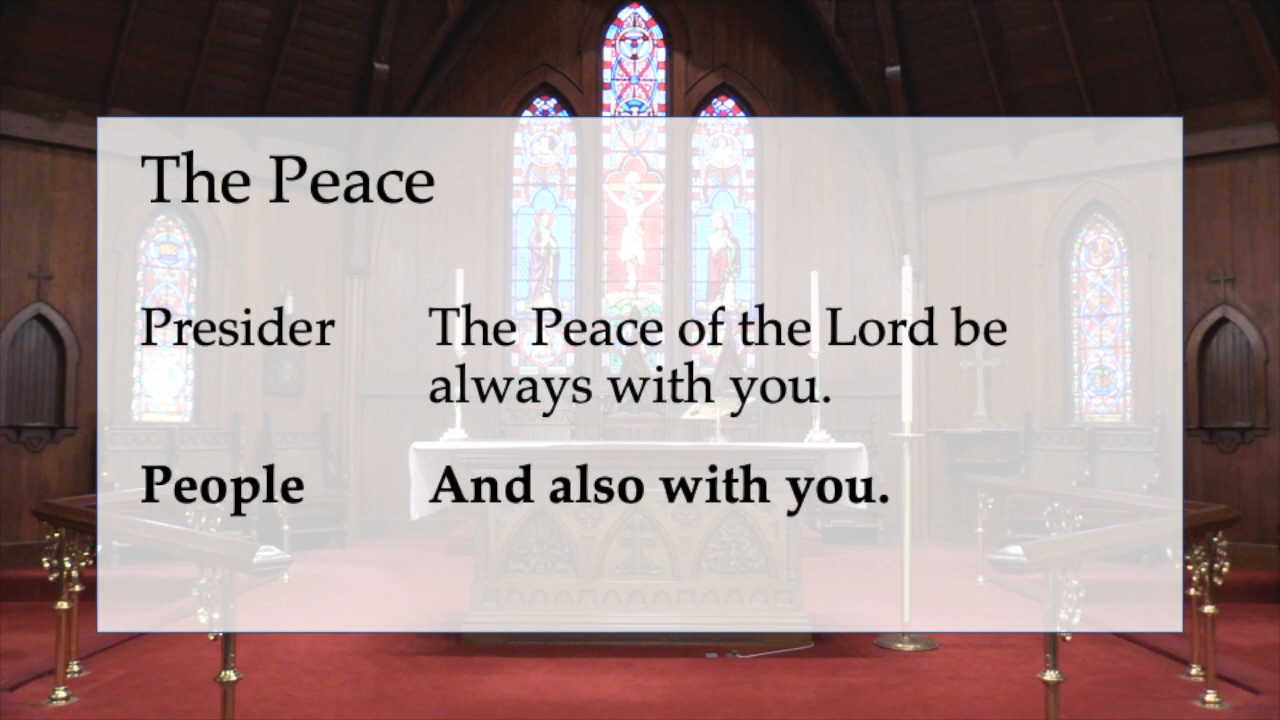 The Peace
Presider The Peace of the Lord be
always with you.
People And also with you.